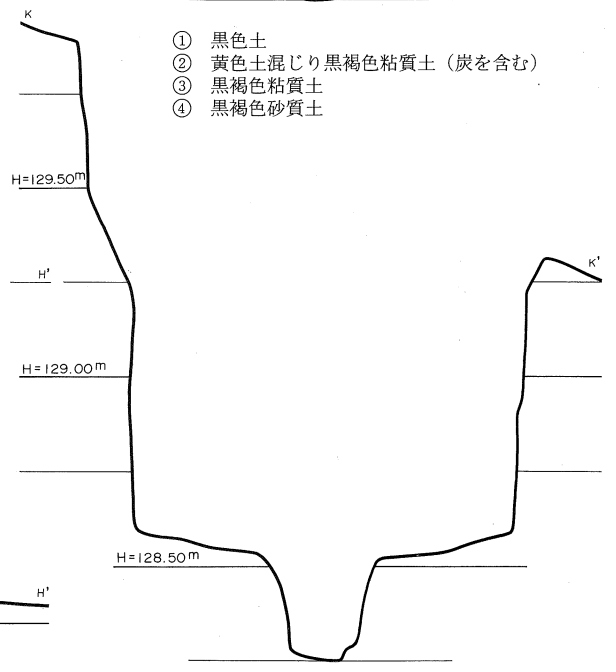 K
① 黒色土
② 黄色土混じり黒褐色粘質土（炭を含む）
③ 黒褐色粘質土
④ 黒褐色砂質土
H=129.50m
H'
K'
H=129.00m
H=128.50m
H'